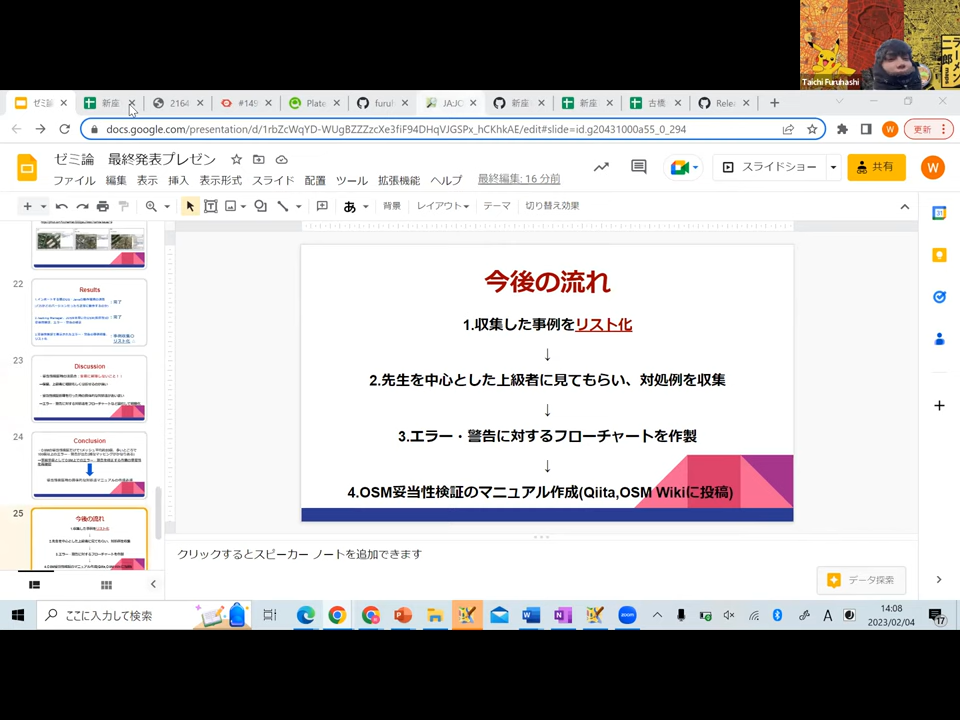 Taichi Furuhashi
ゼミ論
新座
2164
#149
Plate
furu!
JA:JC
新座
新座
古橋
Rele
docs.google.com/presentation/d/1rbZcWqYD-WUgBZZZzcXe3fiF94DHqVJGSPx_hCKhkAE/edit#slide=id.g20431000a55_0_294
更新
ゼミ論 最終発表プレゼン
ファイル 編集 表示 挿入 表示形式 スライド 配置 ツール 拡張機能 ヘルプ 最終編集: 16 分前
スライドショー
共有
W
あ 背景 レイアウト テーマ 切り替え効果
22
Results
23
Discussion
24
Conclusion
25
今後の流れ
今後の流れ
1.収集した事例をリスト化
↓
2.先生を中心とした上級者に見てもらい、対処例を収集
↓
3.エラー・警告に対するフローチャートを作製
↓
4.OSM妥当性検証のマニュアル作成(Qiita,OSM Wikiに投稿)
クリックするとスピーカー ノートを追加できます
データ探索
ここに入力して検索
A
14:08
2023/02/04
17